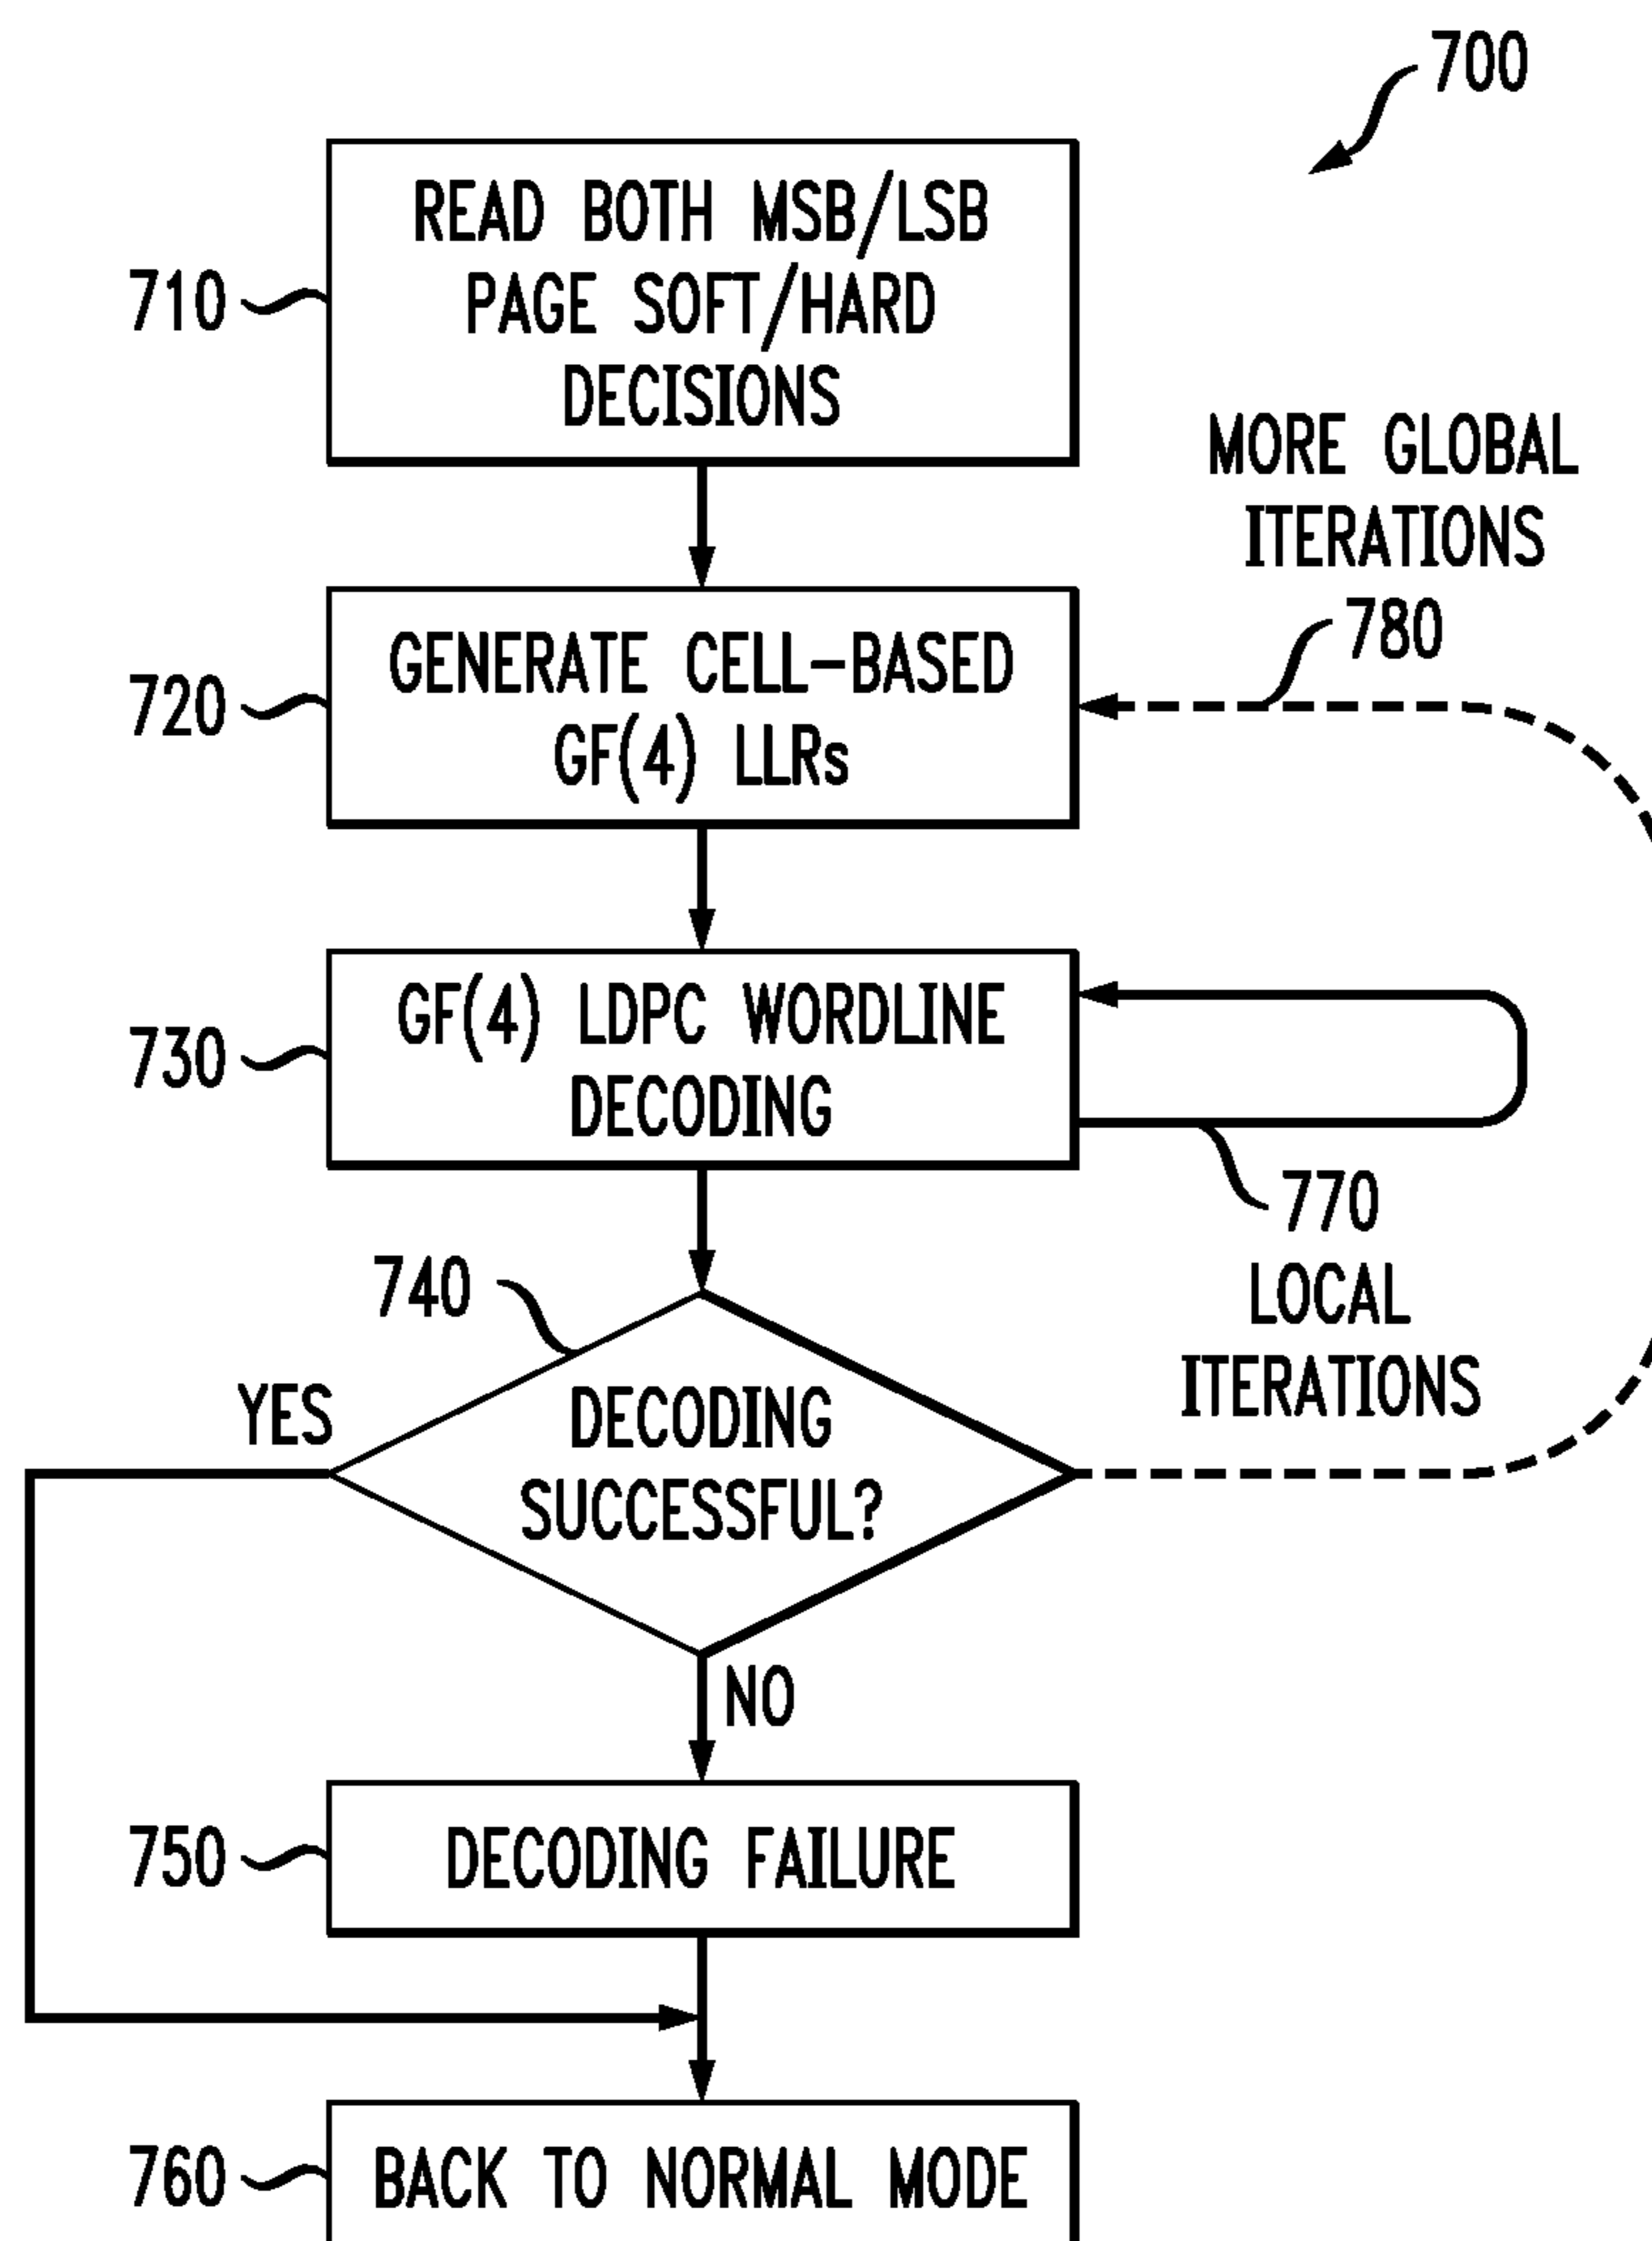 700
READ BOTH MSB/LSB
PAGE SOFT/HARD
DECISIONS
710
MORE GLOBAL
ITERATIONS
780
GENERATE CELL-BASED
GF(4) LLRs
720
GF(4) LDPC WORDLINE
DECODING
730
770
LOCAL
ITERATIONS
740
YES
DECODING
SUCCESSFUL?
NO
750
DECODING FAILURE
760
BACK TO NORMAL MODE